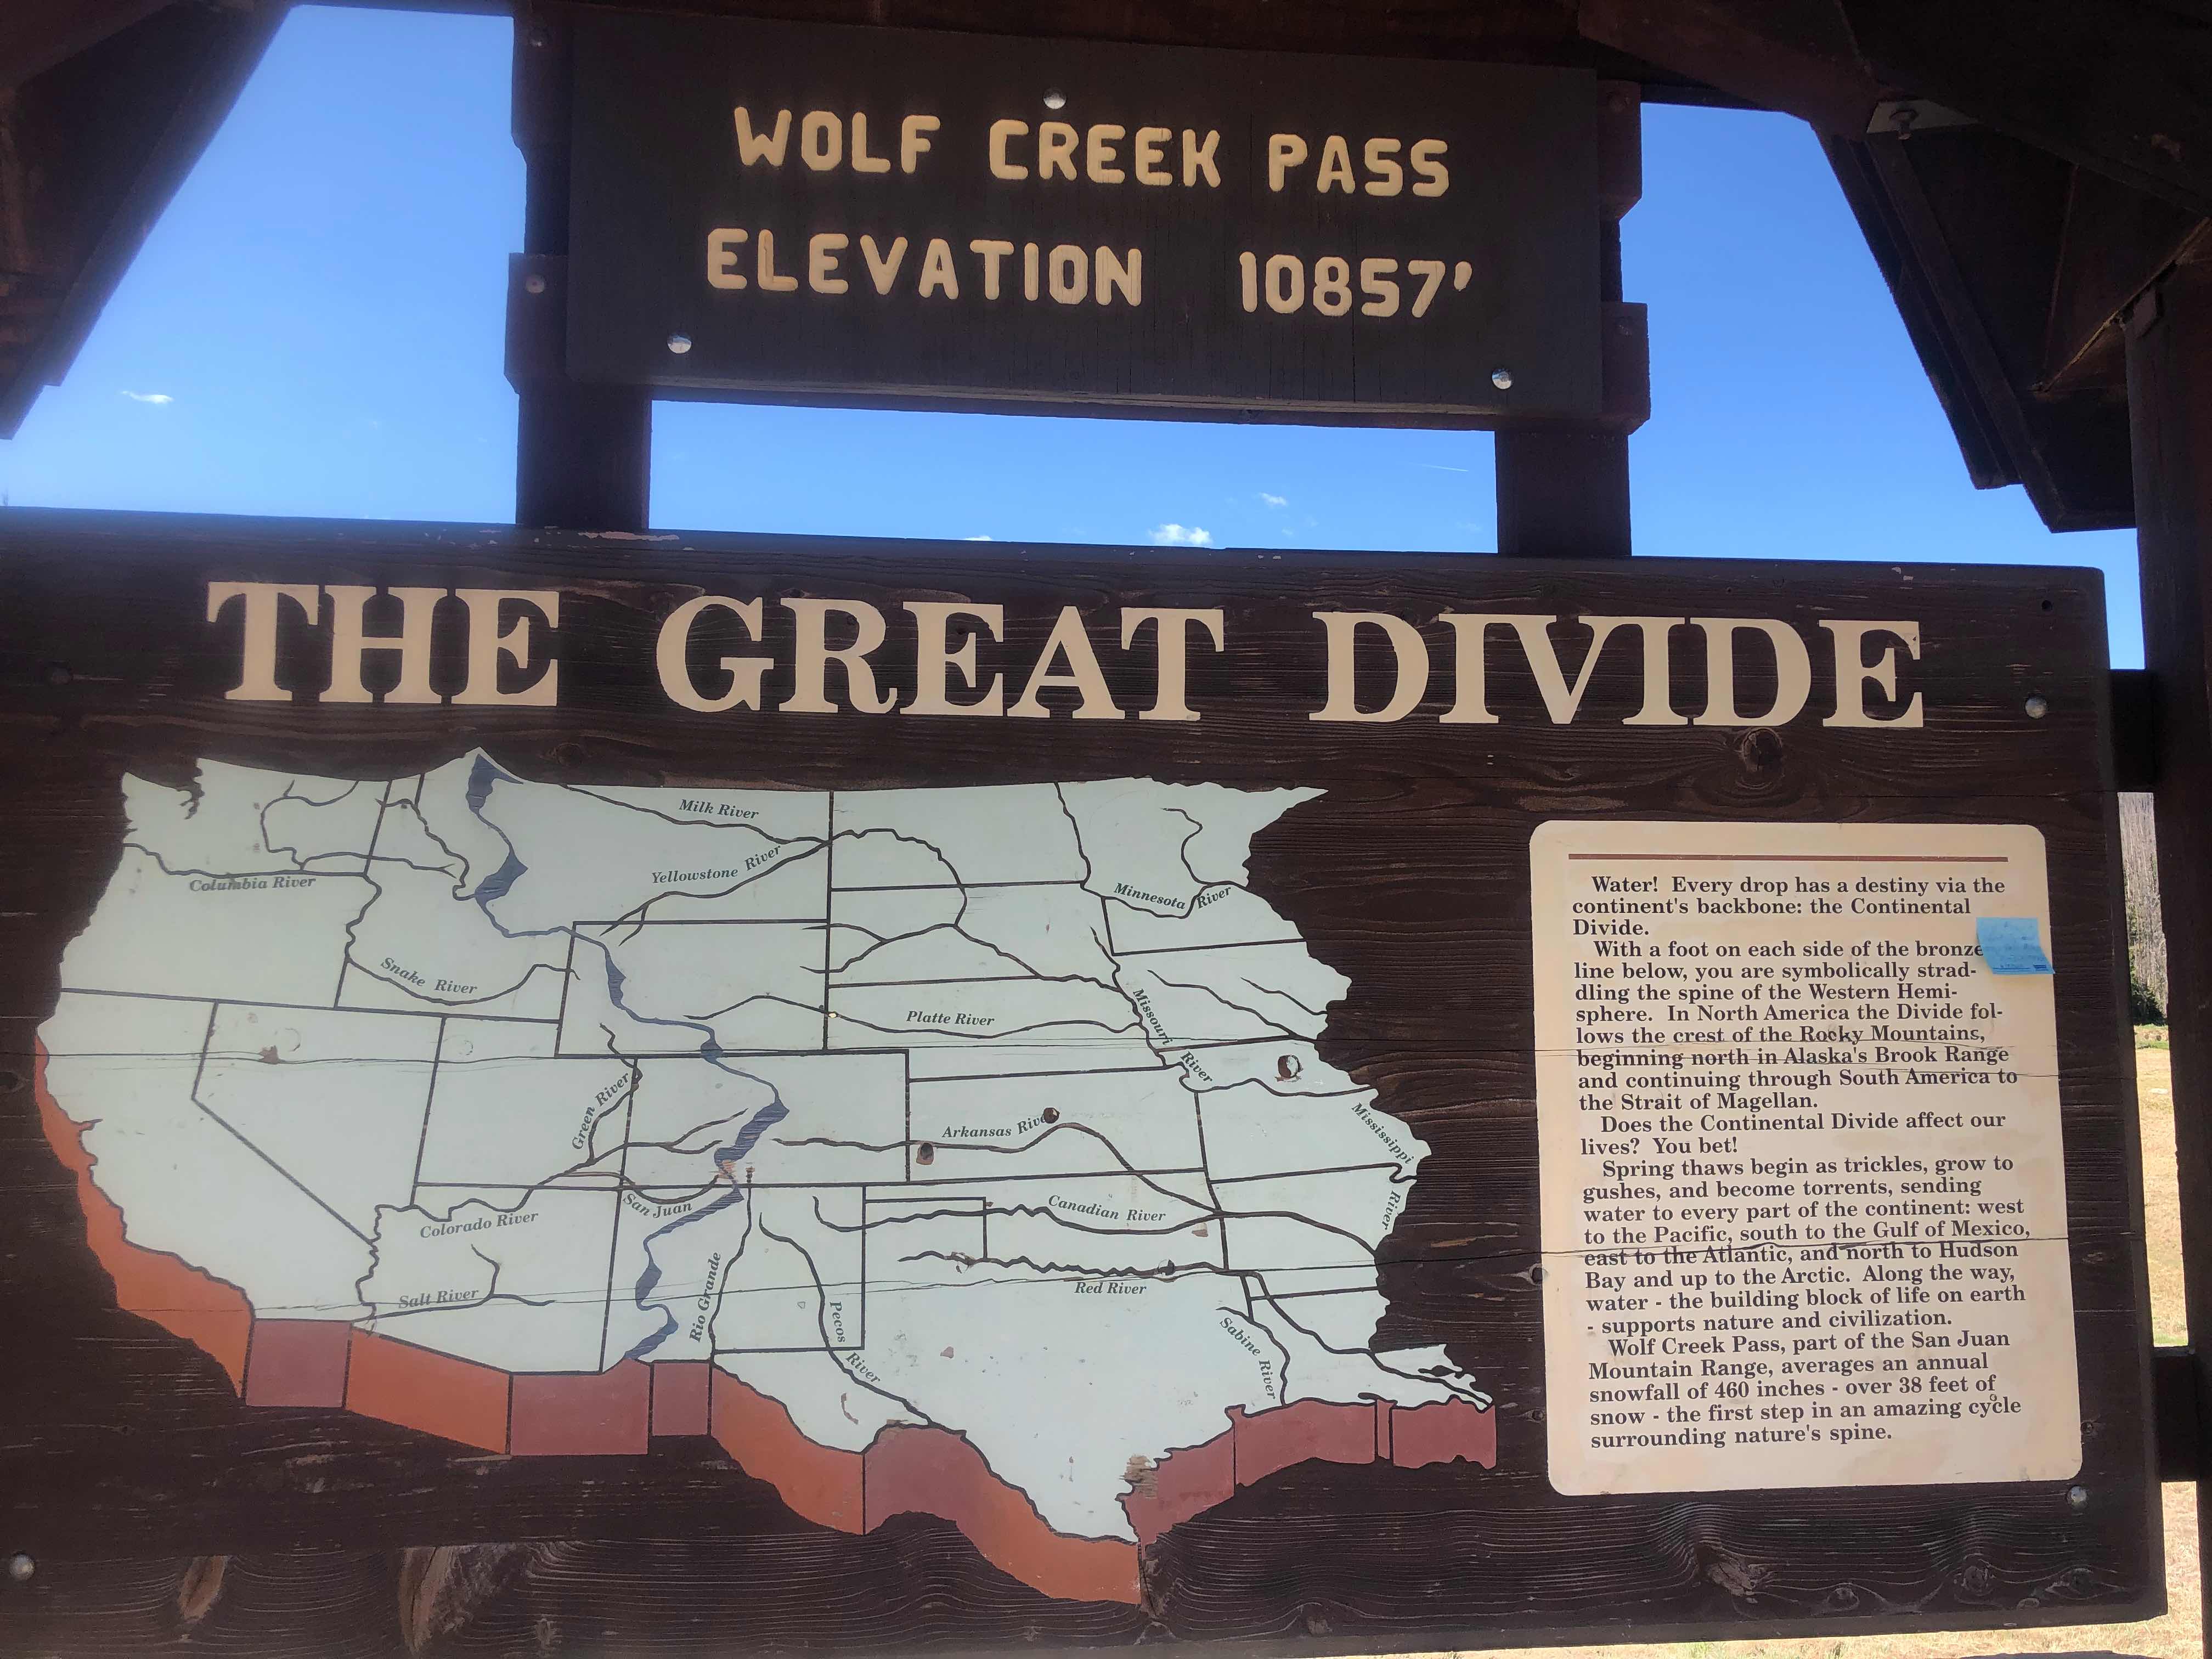 WOLF CREEK PASS
ELEVATION 10857'
THE GREAT DIVIDE
Milk River
Yellowstone River
Columbia River
Minnesota River
Snake River
Missouri River
Platte River
Green River
Arkansas River
Mississippi River
San Juan
Colorado River
Canadian River
Salt River
Rio Grande
Pecos River
Red River
Sabine River
Water! Every drop has a destiny via the
continent's backbone: the Continental
Divide.
With a foot on each side of the bronze
line below, you are symbolically strad-
dling the spine of the Western Hemi-
sphere. In North America the Divide fol-
lows the crest of the Rocky Mountains,
beginning north in Alaska's Brook Range
and continuing through South America to
the Strait of Magellan.
Does the Continental Divide affect our
lives? You bet!
Spring thaws begin as trickles, grow to
gushes, and become torrents, sending
water to every part of the continent: west
to the Pacific, south to the Gulf of Mexico,
east to the Atlantic, and north to Hudson
Bay and up to the Arctic. Along the way,
water - the building block of life on earth
- supports nature and civilization.
Wolf Creek Pass, part of the San Juan
Mountain Range, averages an annual
snowfall of 460 inches - over 38 feet of
snow - the first step in an amazing cycle
surrounding nature's spine.